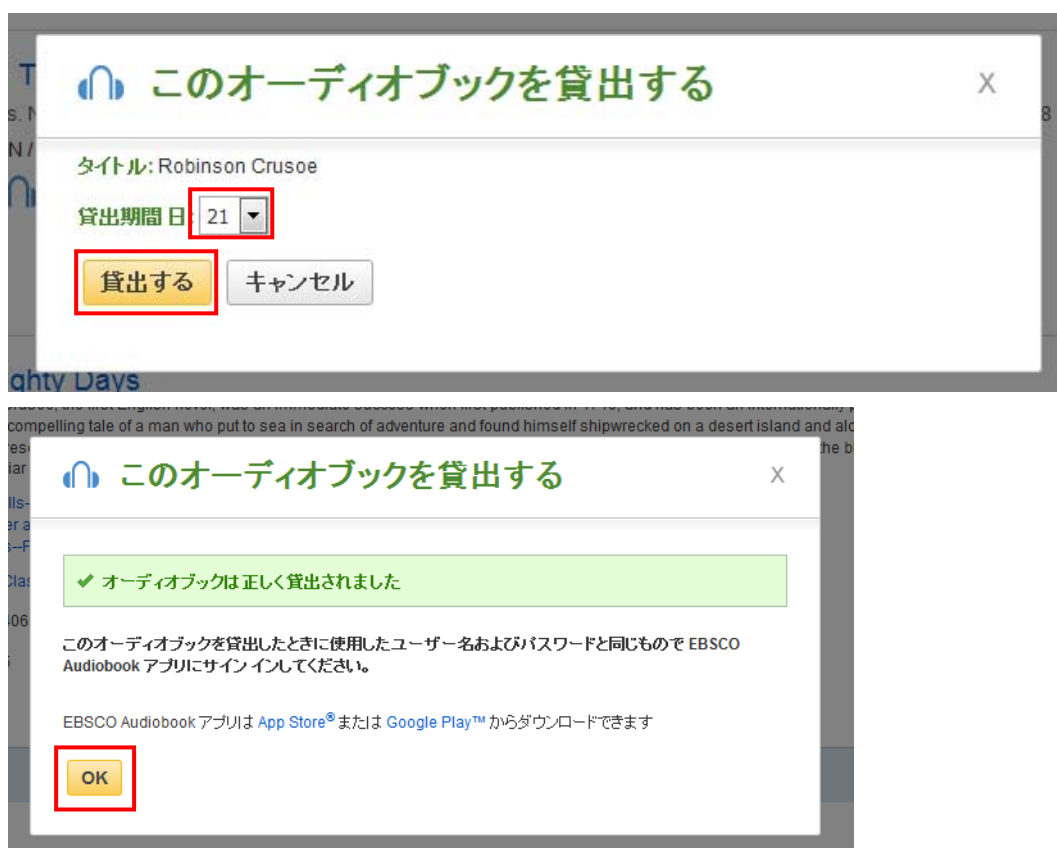 T
このオーディオブックを貸出する X
s. N
8
N /
タイトル: Robinson Crusoe
貸出期間 日: 21
貸出する キャンセル
ghty Days
compelling tale of a man who put to sea in search of adventure and found himself shipwrecked on a desert island and alo
rese
the b
iar
このオーディオブックを貸出する X
lls-
er a
s--F
オーディオブックは正しく貸出されました
Clas
406
このオーディオブックを貸出したときに使用したユーザー名およびパスワードと同じもので EBSCO
Audiobook アプリにサイン インしてください。
EBSCO Audiobook アプリは App Store® または Google Play™ からダウンロードできます
OK